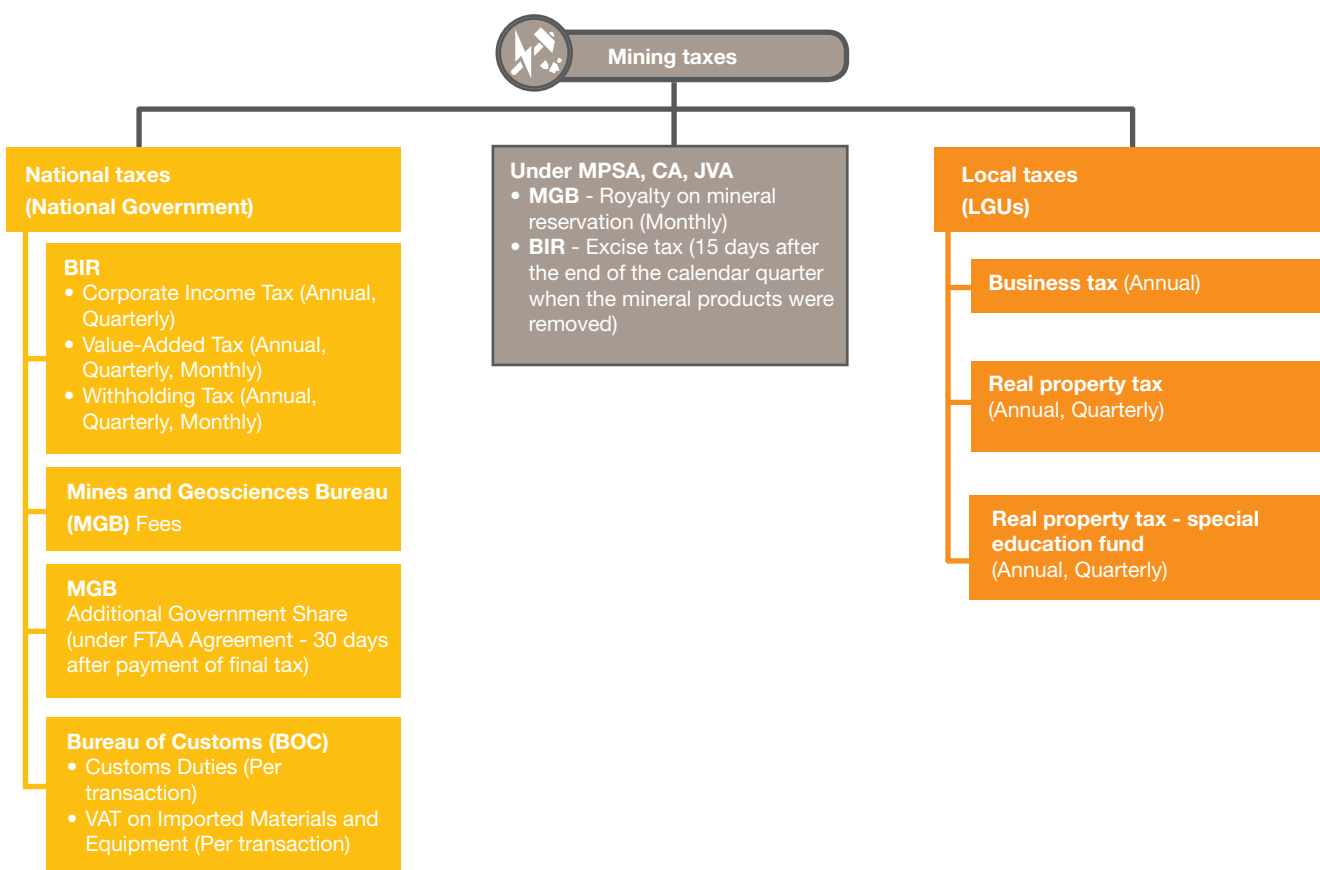 Mining taxes
National taxes
(National Government)
BIR
• Corporate Income Tax (Annual,
Quarterly)
• Value-Added Tax (Annual,
Quarterly, Monthly)
• Withholding Tax (Annual,
Quarterly, Monthly)
Mines and Geosciences Bureau
(MGB) Fees
MGB
Additional Government Share
(under FTAA Agreement - 30 days
after payment of final tax)
Bureau of Customs (BOC)
• Customs Duties (Per
transaction)
• VAT on Imported Materials and
Equipment (Per transaction)
Under MPSA, CA, JVA
• MGB - Royalty on mineral
reservation (Monthly)
• BIR - Excise tax (15 days after
the end of the calendar quarter
when the mineral products were
removed)
Local taxes
(LGUs)
Business tax (Annual)
Real property tax
(Annual, Quarterly)
Real property tax - special
education fund
(Annual, Quarterly)